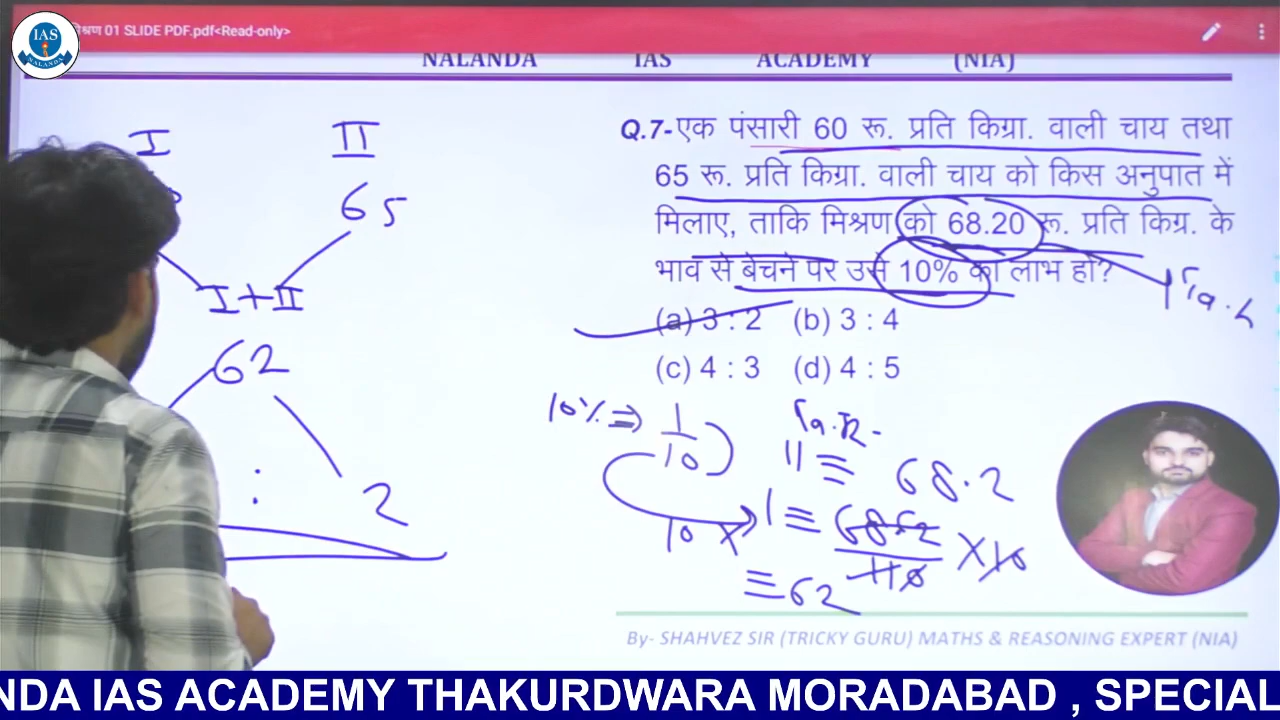 IAS
NALANDA
मिश्रण 01 SLIDE PDF.pdf<Read-only>
NALANDA IAS ACADEMY (NIA)
I II
65
I+II
62
: 2
Q.7-एक पंसारी 60 रू. प्रति किग्रा. वाली चाय तथा
65 रू. प्रति किग्रा. वाली चाय को किस अनुपात में
मिलाए, ताकि मिश्रण को 68.20 रू. प्रति किग्र. के
भाव से बेचने पर उसे 10% का लाभ हो?
(a) 3 : 2 (b) 3 : 4
(c) 4 : 3 (d) 4 : 5
10% ⇒ 1/10
11 ≡ 68.2
10 × 1 ≡ 68.2/110 × 10
≡ 62
By- SHAHVEZ SIR (TRICKY GURU) MATHS & REASONING EXPERT (NIA)
NDA IAS ACADEMY THAKURDWARA MORADABAD , SPECIAL